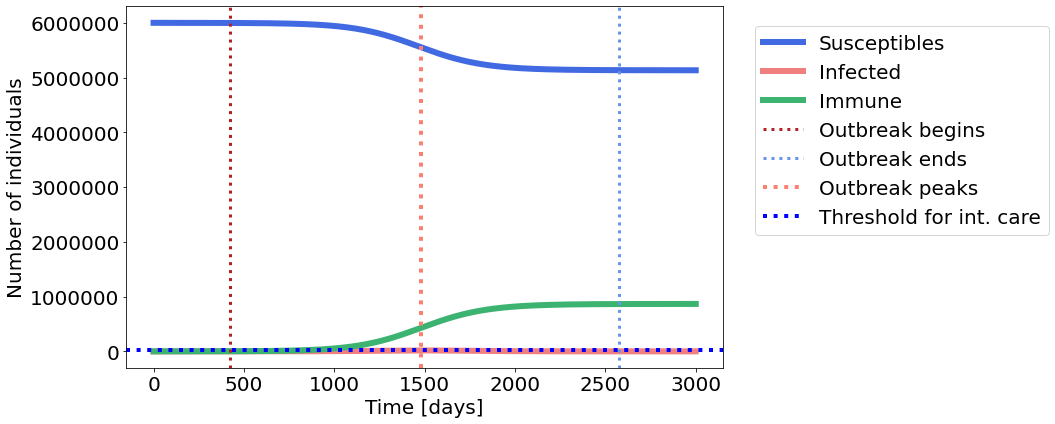 Number of individuals
6000000
5000000
4000000
3000000
2000000
1000000
0
0 500 1000 1500 2000 2500 3000
Time [days]
Susceptibles
Infected
Immune
Outbreak begins
Outbreak ends
Outbreak peaks
Threshold for int. care